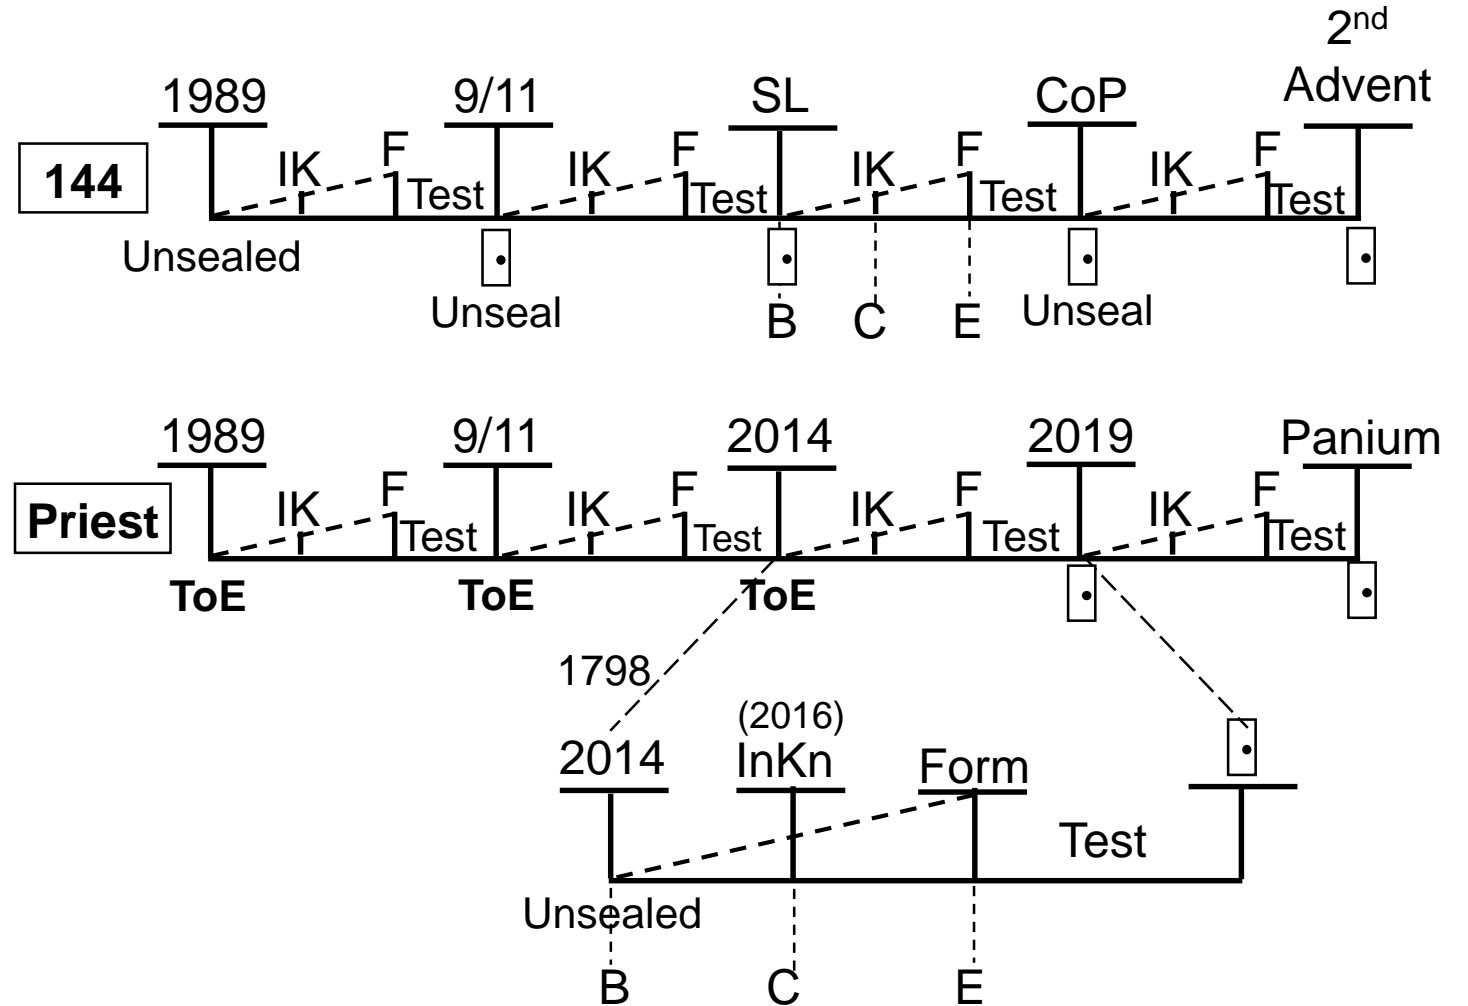 2nd
1989 9/11 SL CoP Advent
144
IK F IK F IK F IK F
Test Test Test Test
Unsealed
Unseal B C E Unseal
1989 9/11 2014 2019 Panium
Priest
IK F IK F IK F IK F
Test Test Test Test
ToE ToE ToE
1798
(2016)
2014 InKn Form
Test
Unsealed
B C E